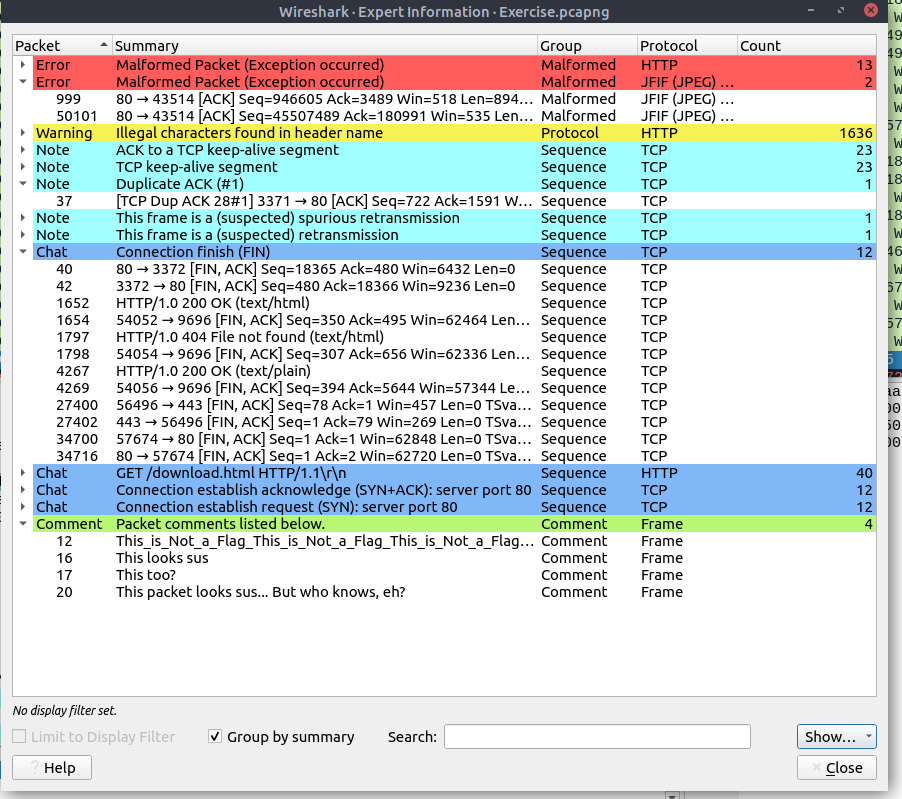 Wireshark · Expert Information · Exercise.pcapng
Packet Summary Group Protocol Count
Error Malformed Packet (Exception occurred) Malformed HTTP 13
Error Malformed Packet (Exception occurred) Malformed JFIF (JPEG) … 2
999 80 → 43514 [ACK] Seq=946605 Ack=3489 Win=518 Len=894… Malformed JFIF (JPEG) …
50101 80 → 43514 [ACK] Seq=45507489 Ack=180991 Win=535 Len… Malformed JFIF (JPEG) …
Warning Illegal characters found in header name Protocol HTTP 1636
Note ACK to a TCP keep-alive segment Sequence TCP 23
Note TCP keep-alive segment Sequence TCP 23
Note Duplicate ACK (#1) Sequence TCP 1
37 [TCP Dup ACK 28#1] 3371 → 80 [ACK] Seq=722 Ack=1591 W… Sequence TCP
Note This frame is a (suspected) spurious retransmission Sequence TCP 1
Note This frame is a (suspected) retransmission Sequence TCP 1
Chat Connection finish (FIN) Sequence TCP 12
40 80 → 3372 [FIN, ACK] Seq=18365 Ack=480 Win=6432 Len=0 Sequence TCP
42 3372 → 80 [FIN, ACK] Seq=480 Ack=18366 Win=9236 Len=0 Sequence TCP
1652 HTTP/1.0 200 OK (text/html) Sequence TCP
1654 54052 → 9696 [FIN, ACK] Seq=350 Ack=495 Win=62464 Len… Sequence TCP
1797 HTTP/1.0 404 File not found (text/html) Sequence TCP
1798 54054 → 9696 [FIN, ACK] Seq=307 Ack=656 Win=62336 Len… Sequence TCP
4267 HTTP/1.0 200 OK (text/plain) Sequence TCP
4269 54056 → 9696 [FIN, ACK] Seq=394 Ack=5644 Win=57344 Len… Sequence TCP
27400 56496 → 443 [FIN, ACK] Seq=78 Ack=1 Win=457 Len=0 TSva… Sequence TCP
27402 443 → 56496 [FIN, ACK] Seq=1 Ack=79 Win=269 Len=0 TSva… Sequence TCP
34700 57674 → 80 [FIN, ACK] Seq=1 Ack=1 Win=62848 Len=0 TSva… Sequence TCP
34716 80 → 57674 [FIN, ACK] Seq=1 Ack=2 Win=62720 Len=0 TSva… Sequence TCP
Chat GET /download.html HTTP/1.1\r\n Sequence HTTP 40
Chat Connection establish acknowledge (SYN+ACK): server port 80 Sequence TCP 12
Chat Connection establish request (SYN): server port 80 Sequence TCP 12
Comment Packet comments listed below. Comment Frame 4
12 This_is_Not_a_Flag_This_is_Not_a_Flag_This_is_Not_a_Flag… Comment Frame
16 This looks sus Comment Frame
17 This too? Comment Frame
20 This packet looks sus... But who knows, eh? Comment Frame
No display filter set.
Limit to Display Filter Group by summary Search: Show…
Help Close